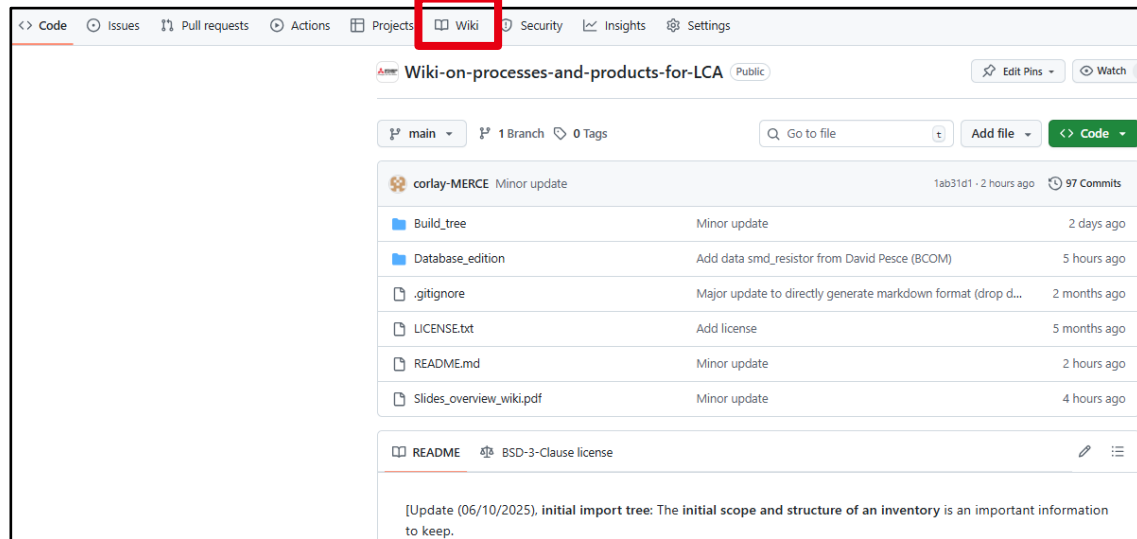 <> Code Issues Pull requests Actions Projects Wiki Security Insights Settings
Wiki-on-processes-and-products-for-LCA Public Edit Pins Watch
main 1 Branch 0 Tags Go to file t Add file <> Code
corlay-MERCE Minor update 1ab31d1 · 2 hours ago 97 Commits
Build_tree Minor update 2 days ago
Database_edition Add data smd_resistor from David Pesce (BCOM) 5 hours ago
.gitignore Major update to directly generate markdown format (drop d... 2 months ago
LICENSE.txt Add license 5 months ago
README.md Minor update 2 hours ago
Slides_overview_wiki.pdf Minor update 4 hours ago
README BSD-3-Clause license
[Update (06/10/2025), initial import tree: The initial scope and structure of an inventory is an important information
to keep.